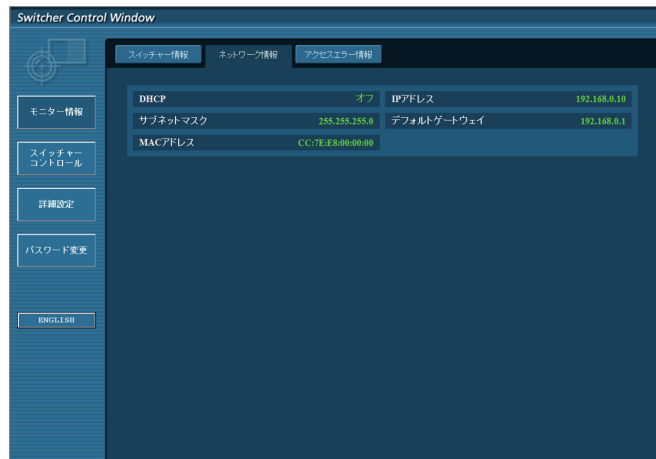 Switcher Control Window
スイッチャー情報 ネットワーク情報 アクセスエラー情報
モニター情報
スイッチャー
コントロール
詳細設定
パスワード変更
ENGLISH
DHCP オフ IPアドレス 192.168.0.10
サブネットマスク 255.255.255.0 デフォルトゲートウェイ 192.168.0.1
MACアドレス CC:7E:E8:00:00:00